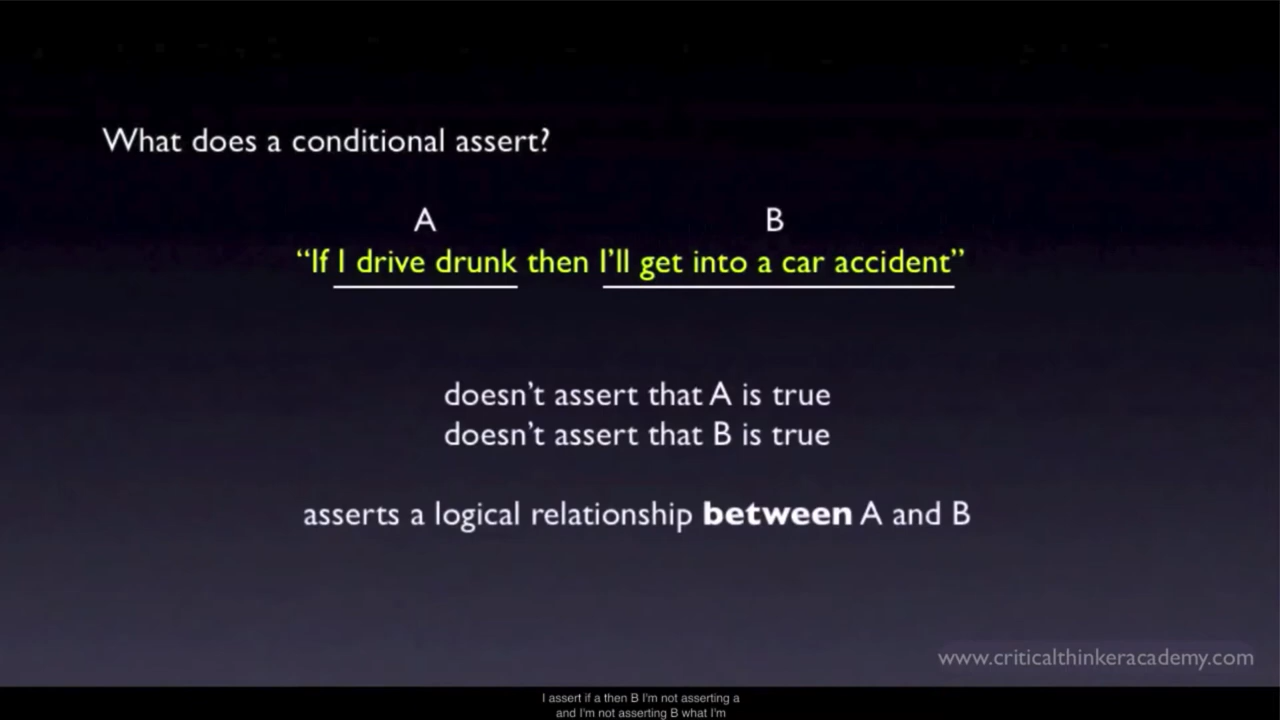 What does a conditional assert?
A B
“If I drive drunk then I’ll get into a car accident”
doesn’t assert that A is true
doesn’t assert that B is true
asserts a logical relationship between A and B
www.criticalthinkeracademy.com
I assert if a then B I'm not asserting a
and I'm not asserting B what I'm